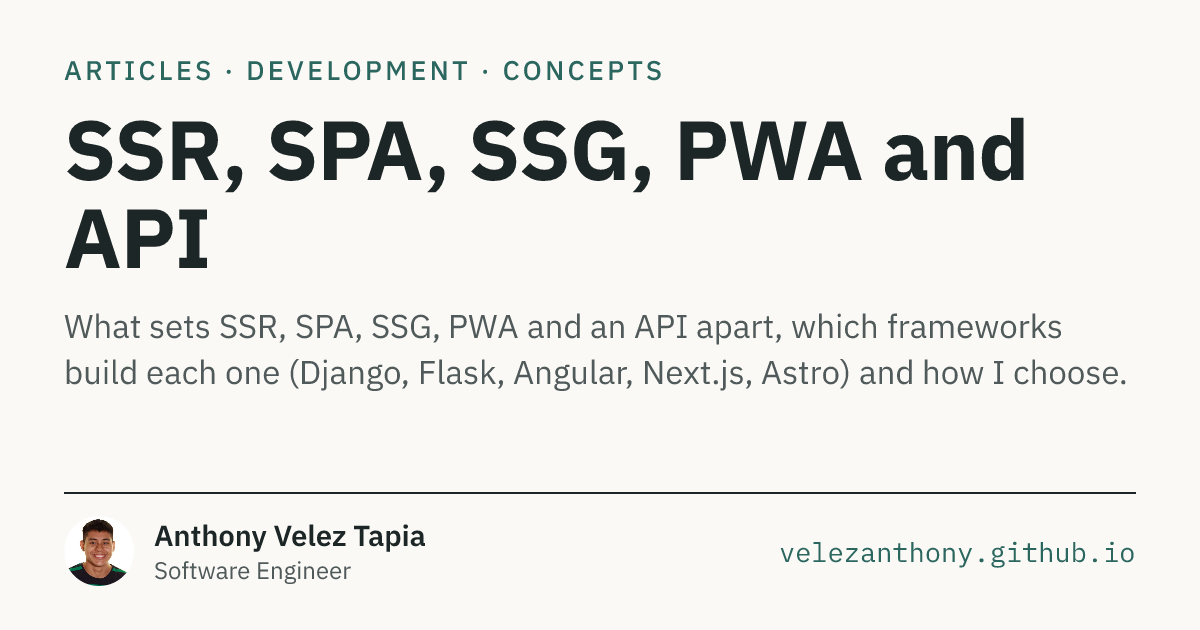 ARTICLES · DEVELOPMENT · CONCEPTS
SSR, SPA, SSG, PWA and
API
What sets SSR, SPA, SSG, PWA and an API apart, which frameworks
build each one (Django, Flask, Angular, Next.js, Astro) and how I choose.
Anthony Velez Tapia
Software Engineer
velezanthony.github.io